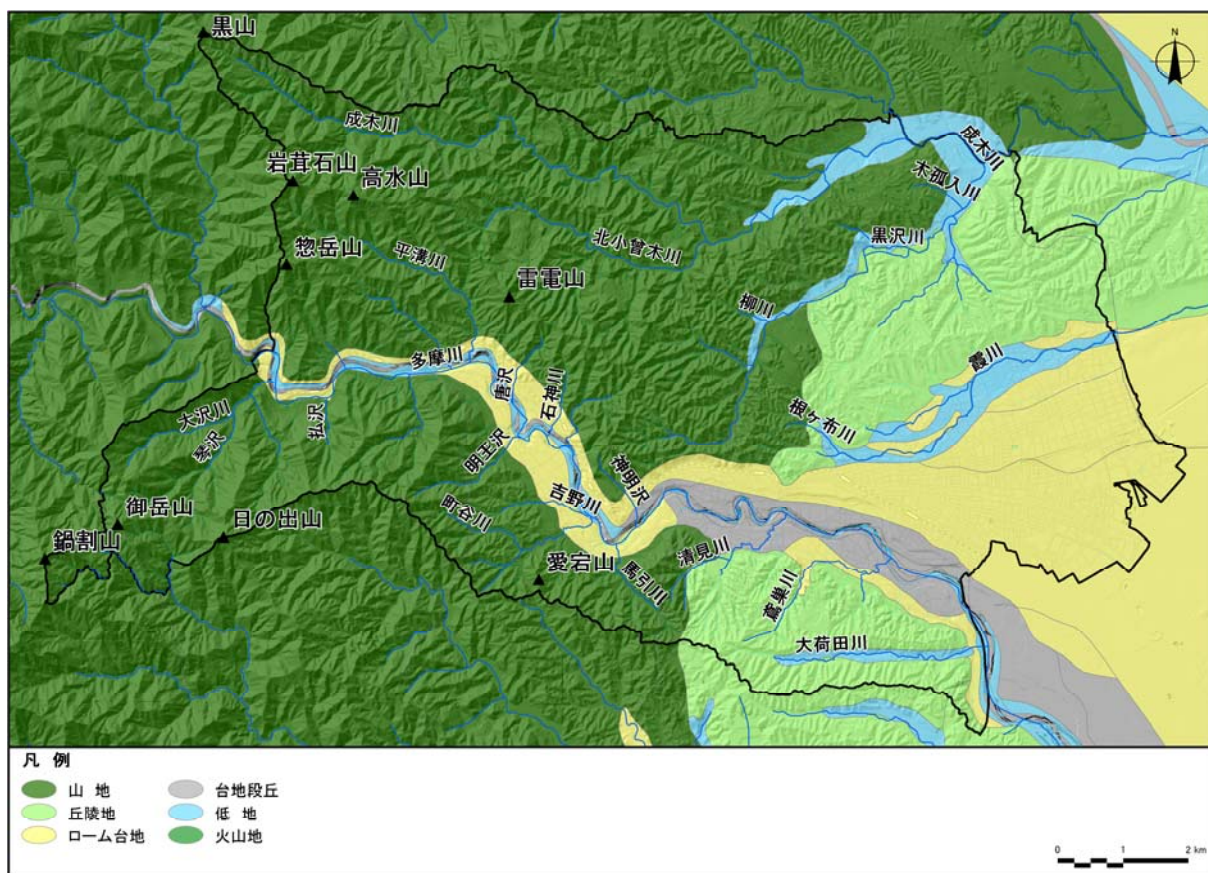 黒山
N
成木川
成木川
岩茸石山
高水山
木孤入川
北小曾木川
黒沢川
平溝川
惣岳山
雷電山
柳川
多摩川
霞川
唐沢
石神川
大沢川
払沢
根ヶ布川
琴沢
明王沢
神明沢
吉野川
御岳山
日の出山
町谷川
鍋割山
愛宕山
馬引川
清見川
鳶巣川
大荷田川
凡 例
山 地
台地段丘
丘陵地
低 地
ローム台地
火山地
0 1 2 km